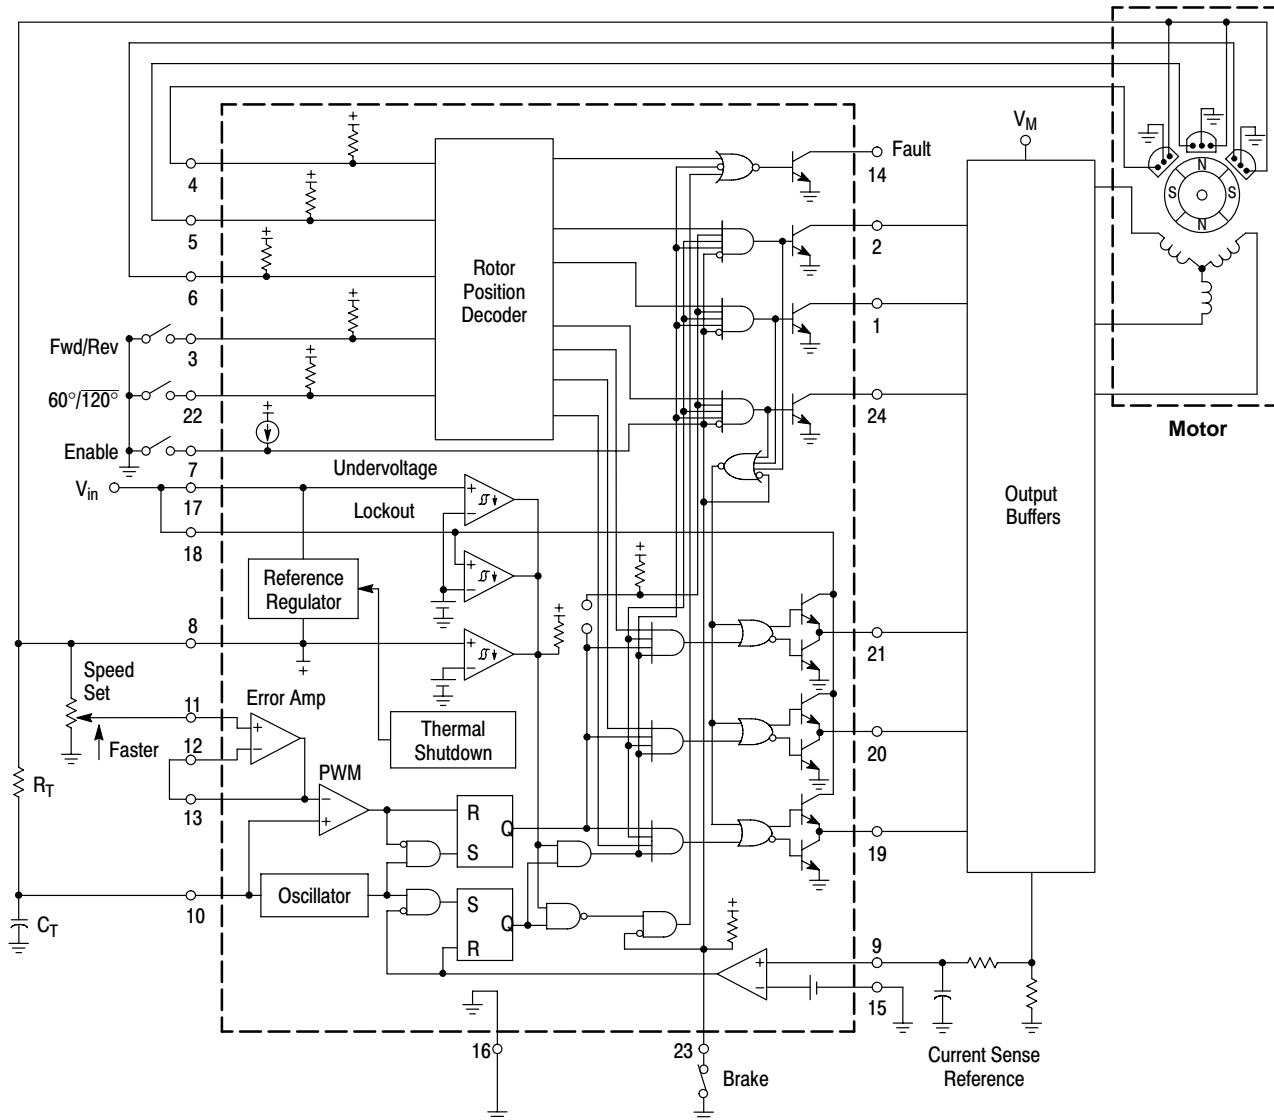 V_M
Fault
14
4
2
5
Rotor
Position
Decoder
6
1
Fwd/Rev
3
60°/120°
22
24
Motor
Enable
7
Undervoltage
Lockout
V_in
17
18
Output
Buffers
Reference
Regulator
8
21
Speed
Set
11
Error Amp
Thermal
Shutdown
12
Faster
20
R_T
PWM
13
R
Q
S
19
Oscillator
10
S
Q
R
C_T
9
15
16
23
Brake
Current Sense
Reference
N
S
S
N
+
+
+
+
+
+
+
−
+
−
+
+
−
+
+
+
−
−
+
+
+
−